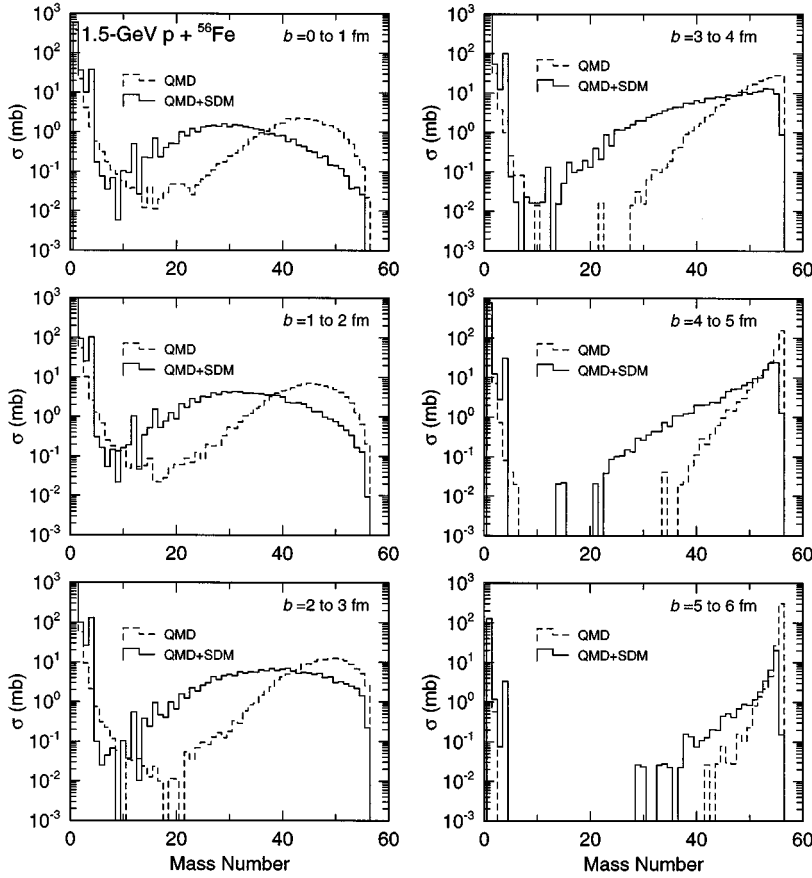 1.5-GeV p + ⁵⁶Fe
b =0 to 1 fm
QMD
QMD+SDM
σ (mb)
10³
10²
10¹
10⁰
10⁻¹
10⁻²
10⁻³
0 20 40 60
b =3 to 4 fm
QMD
QMD+SDM
σ (mb)
10³
10²
10¹
10⁰
10⁻¹
10⁻²
10⁻³
0 20 40 60
b =1 to 2 fm
QMD
QMD+SDM
σ (mb)
10³
10²
10¹
10⁰
10⁻¹
10⁻²
10⁻³
0 20 40 60
b =4 to 5 fm
QMD
QMD+SDM
σ (mb)
10³
10²
10¹
10⁰
10⁻¹
10⁻²
10⁻³
0 20 40 60
b =2 to 3 fm
QMD
QMD+SDM
σ (mb)
10³
10²
10¹
10⁰
10⁻¹
10⁻²
10⁻³
0 20 40 60
Mass Number
b =5 to 6 fm
QMD
QMD+SDM
σ (mb)
10³
10²
10¹
10⁰
10⁻¹
10⁻²
10⁻³
0 20 40 60
Mass Number